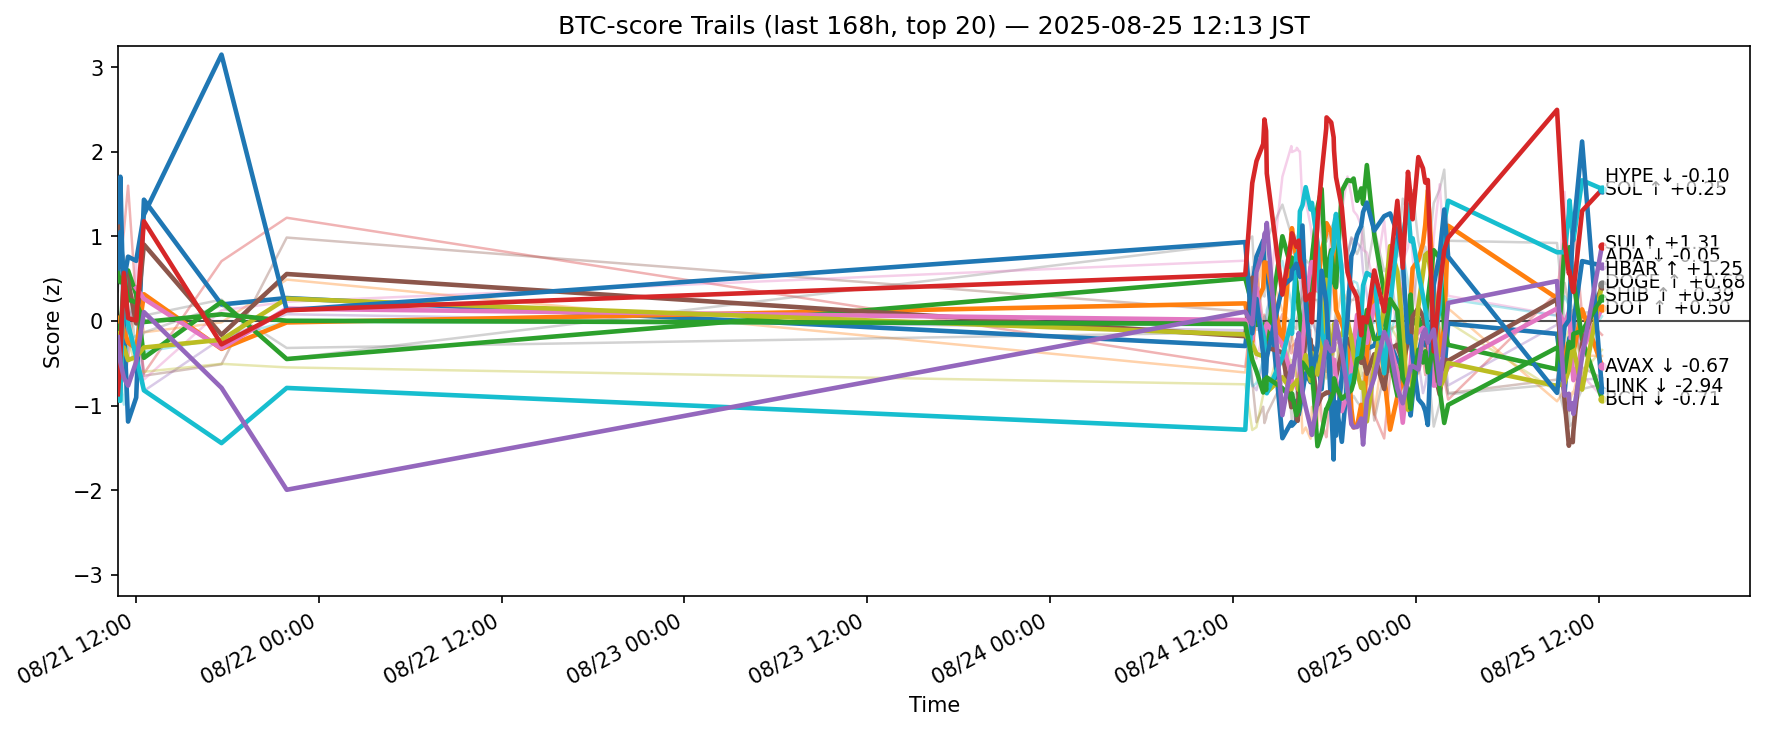 BTC-score Trails (last 168h, top 20) — 2025-08-25 12:13 JST
Score (z)
3
2
1
0
−1
−2
−3
HYPE ↓ -0.10
SOL ↑ +0.25
SUI ↑ +1.31
ADA ↓ -0.05
HBAR ↑ +1.25
DOGE ↑ +0.68
SHIB ↑ +0.39
DOT ↑ +0.50
AVAX ↓ -0.67
LINK ↓ -2.94
BCH ↓ -0.71
08/21 12:00
08/22 00:00
08/22 12:00
08/23 00:00
08/23 12:00
08/24 00:00
08/24 12:00
08/25 00:00
08/25 12:00
Time